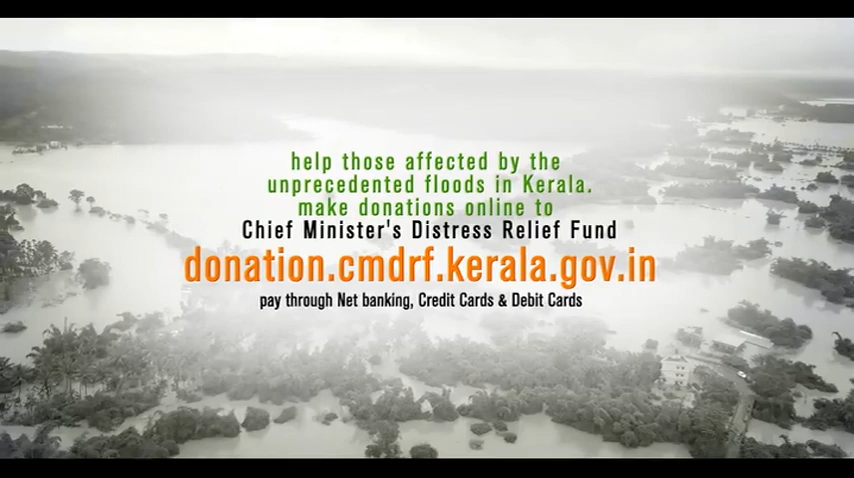 help those affected by the
unprecedented floods in Kerala.
make donations online to
Chief Minister's Distress Relief Fund
donation.cmdrf.kerala.gov.in
pay through Net banking, Credit Cards & Debit Cards